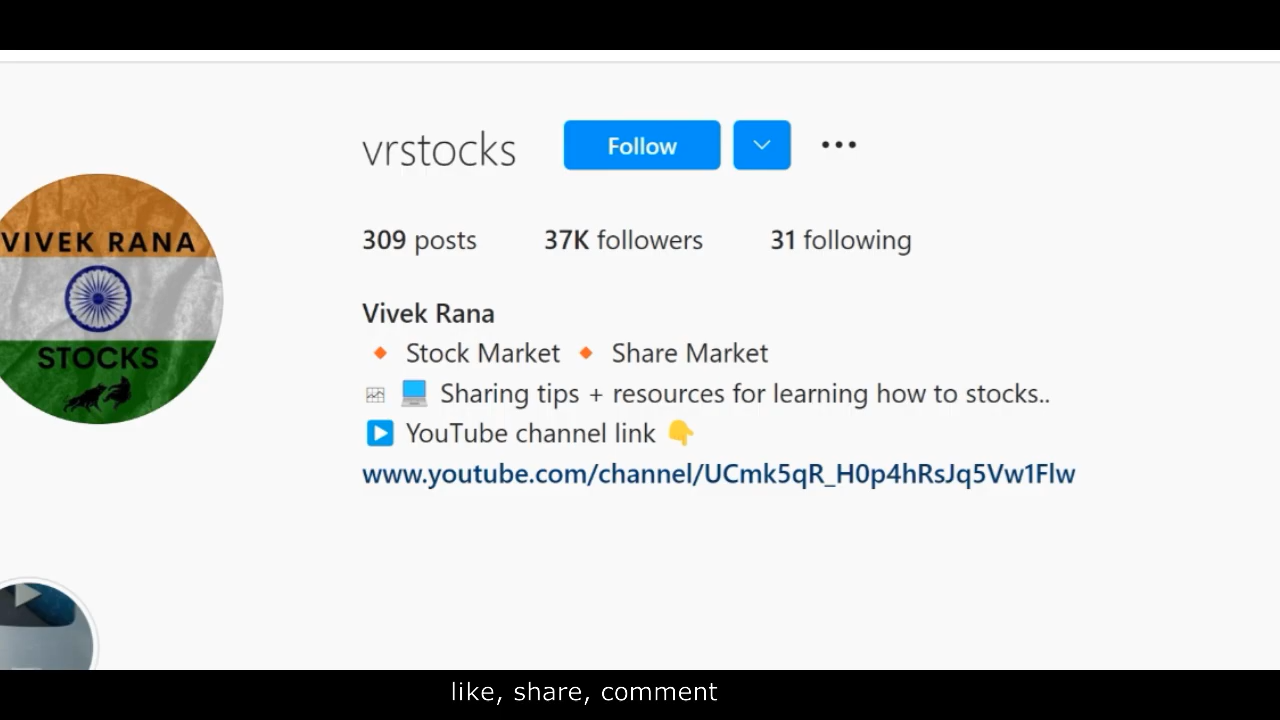 vrstocks
Follow
309 posts
37K followers
31 following
VIVEK RANA
STOCKS
Vivek Rana
🔸 Stock Market 🔸 Share Market
📈 💻 Sharing tips + resources for learning how to stocks..
▶️ YouTube channel link 👇
www.youtube.com/channel/UCmk5qR_H0p4hRsJq5Vw1Flw
like, share, comment